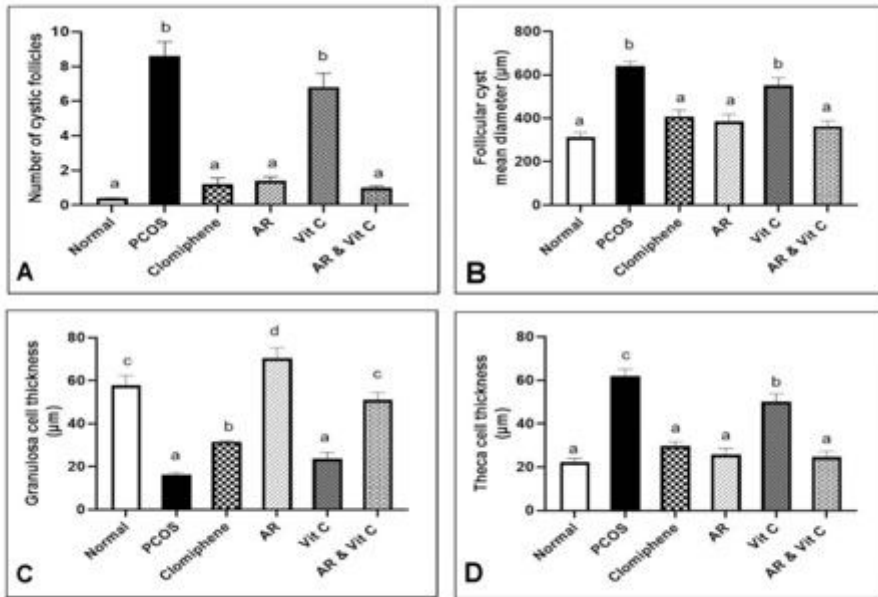 Number of cystic follicles
10
8
6
4
2
0
a
b
a
a
b
a
Normal
PCOS
Clomiphene
AR
Vit C
AR & Vit C
A
Follicular cyst
mean diameter (µm)
800
600
400
200
0
a
b
a
a
b
a
Normal
PCOS
Clomiphene
AR
Vit C
AR & Vit C
B
Granulosa cell thickness
(µm)
80
60
40
20
0
c
a
b
d
a
c
Normal
PCOS
Clomiphene
AR
Vit C
AR & Vit C
C
Theca cell thickness
(µm)
80
60
40
20
0
a
c
a
a
b
a
Normal
PCOS
Clomiphene
AR
Vit C
AR & Vit C
D